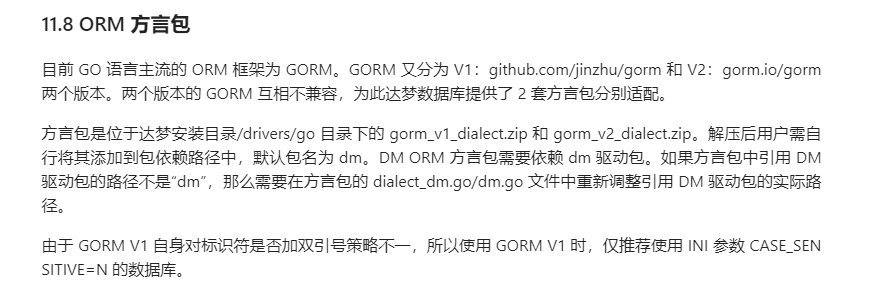 11.8 ORM 方言包
目前 GO 语言主流的 ORM 框架为 GORM。GORM 又分为 V1：github.com/jinzhu/gorm 和 V2：gorm.io/gorm
两个版本。两个版本的 GORM 互相不兼容，为此达梦数据库提供了 2 套方言包分别适配。
方言包是位于达梦安装目录/drivers/go 目录下的 gorm_v1_dialect.zip 和 gorm_v2_dialect.zip。解压后用户需自
行将其添加到包依赖路径中，默认包名为 dm。DM ORM 方言包需要依赖 dm 驱动包。如果方言包中引用 DM
驱动包的路径不是“dm”，那么需要在方言包的 dialect_dm.go/dm.go 文件中重新调整引用 DM 驱动包的实际路
径。
由于 GORM V1 自身对标识符是否加双引号策略不一，所以使用 GORM V1 时，仅推荐使用 INI 参数 CASE_SEN
SITIVE=N 的数据库。